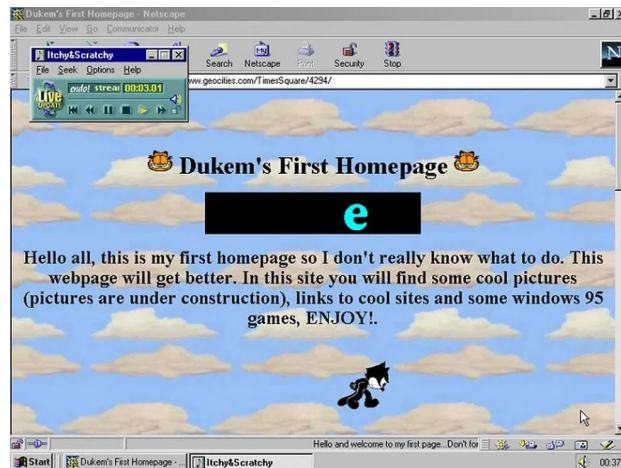 Dukem's First Homepage - Netscape
File Edit View Go Communicator Help
Itchy&Scratchy
File Seek Options Help
Search Netscape Print Security Stop
N
Live
UPDATE
00:03.01
ww.geocities.com/TimesSquare/4294/
Dukem's First Homepage
e
Hello all, this is my first homepage so I don't really know what to do. This
webpage will get better. In this site you will find some cool pictures
(pictures are under construction), links to cool sites and some windows 95
games, ENJOY!.
Hello and welcome to my first page...Don't for
Start Dukem's First Homepage - ... Itchy&Scratchy 00:37